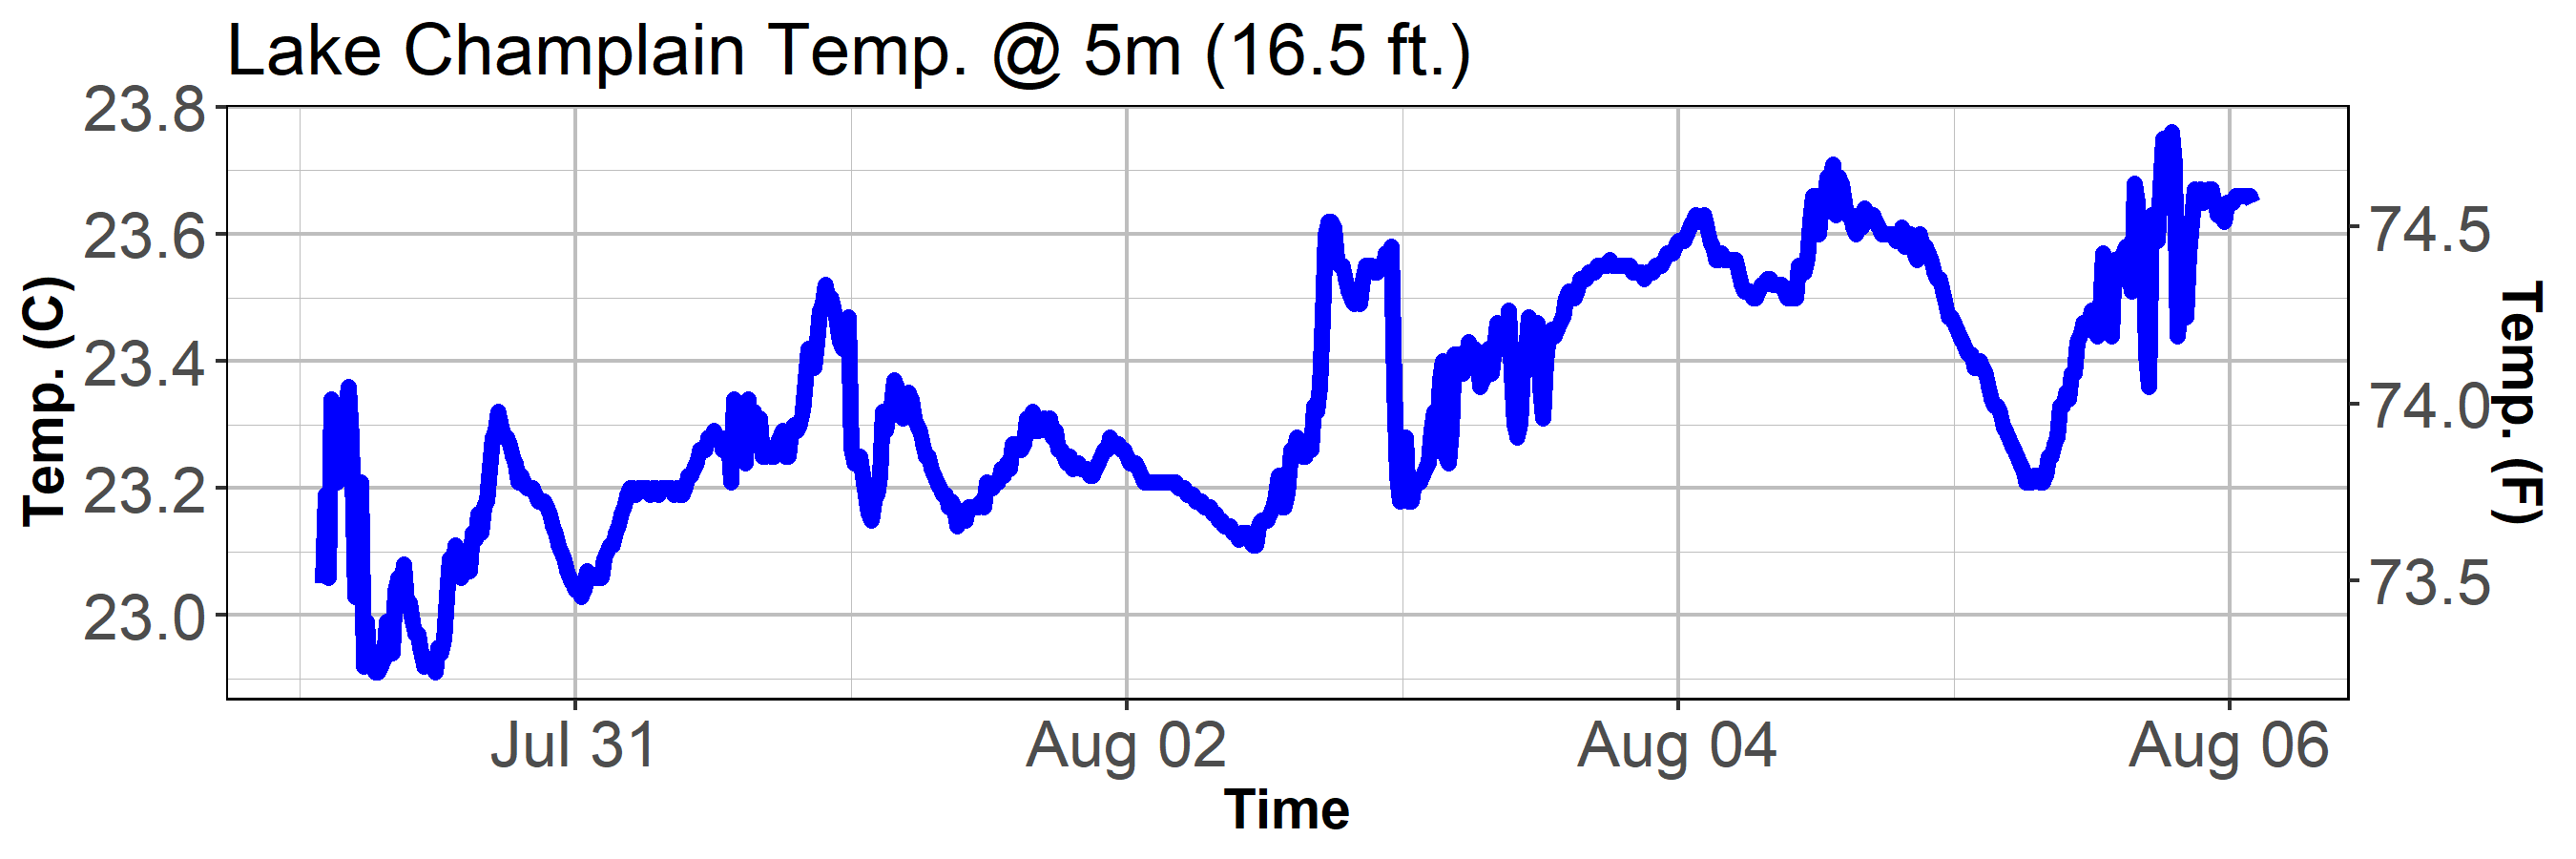 Lake Champlain Temp. @ 5m (16.5 ft.)
23.8
23.6
23.4
23.2
23.0
Temp. (C)
74.5
74.0
73.5
Temp. (F)
Jul 31
Aug 02
Aug 04
Aug 06
Time